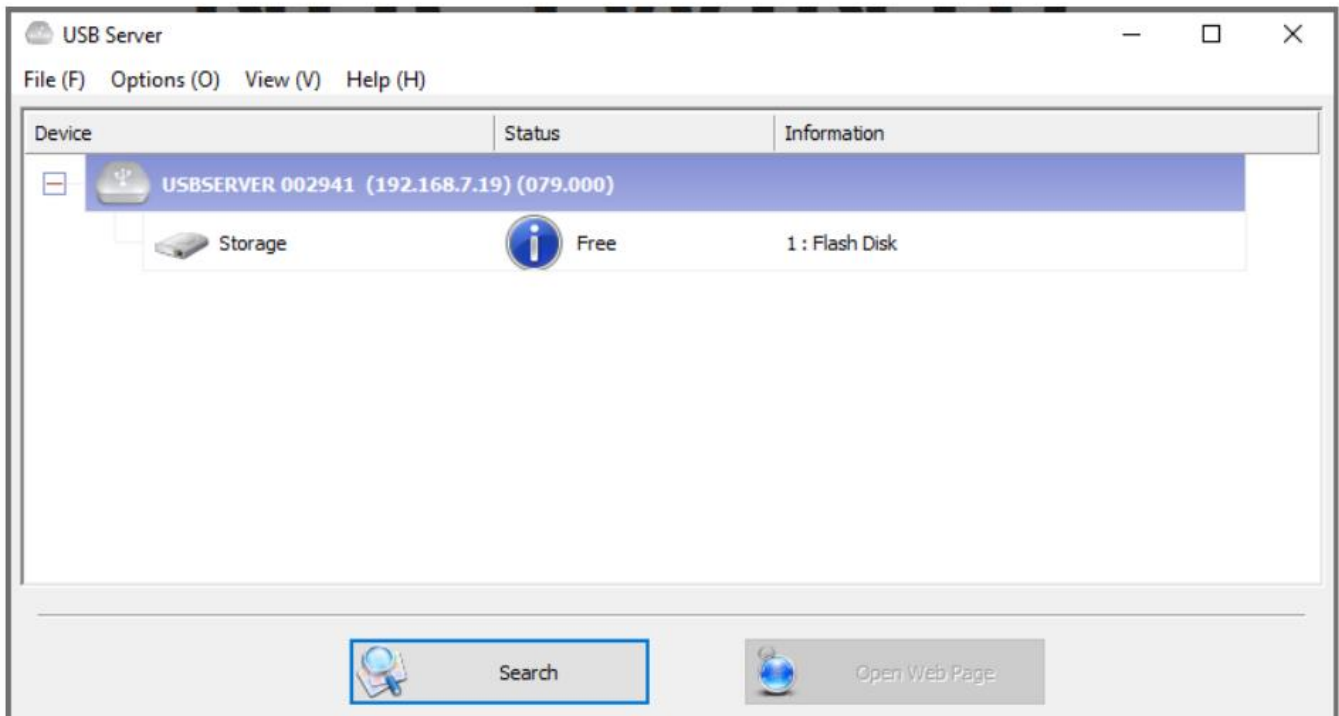 USB Server
File (F) Options (O) View (V) Help (H)
Device Status Information
USBSERVER 002941 (192.168.7.19) (079.000)
Storage Free 1 : Flash Disk
Search Open Web Page